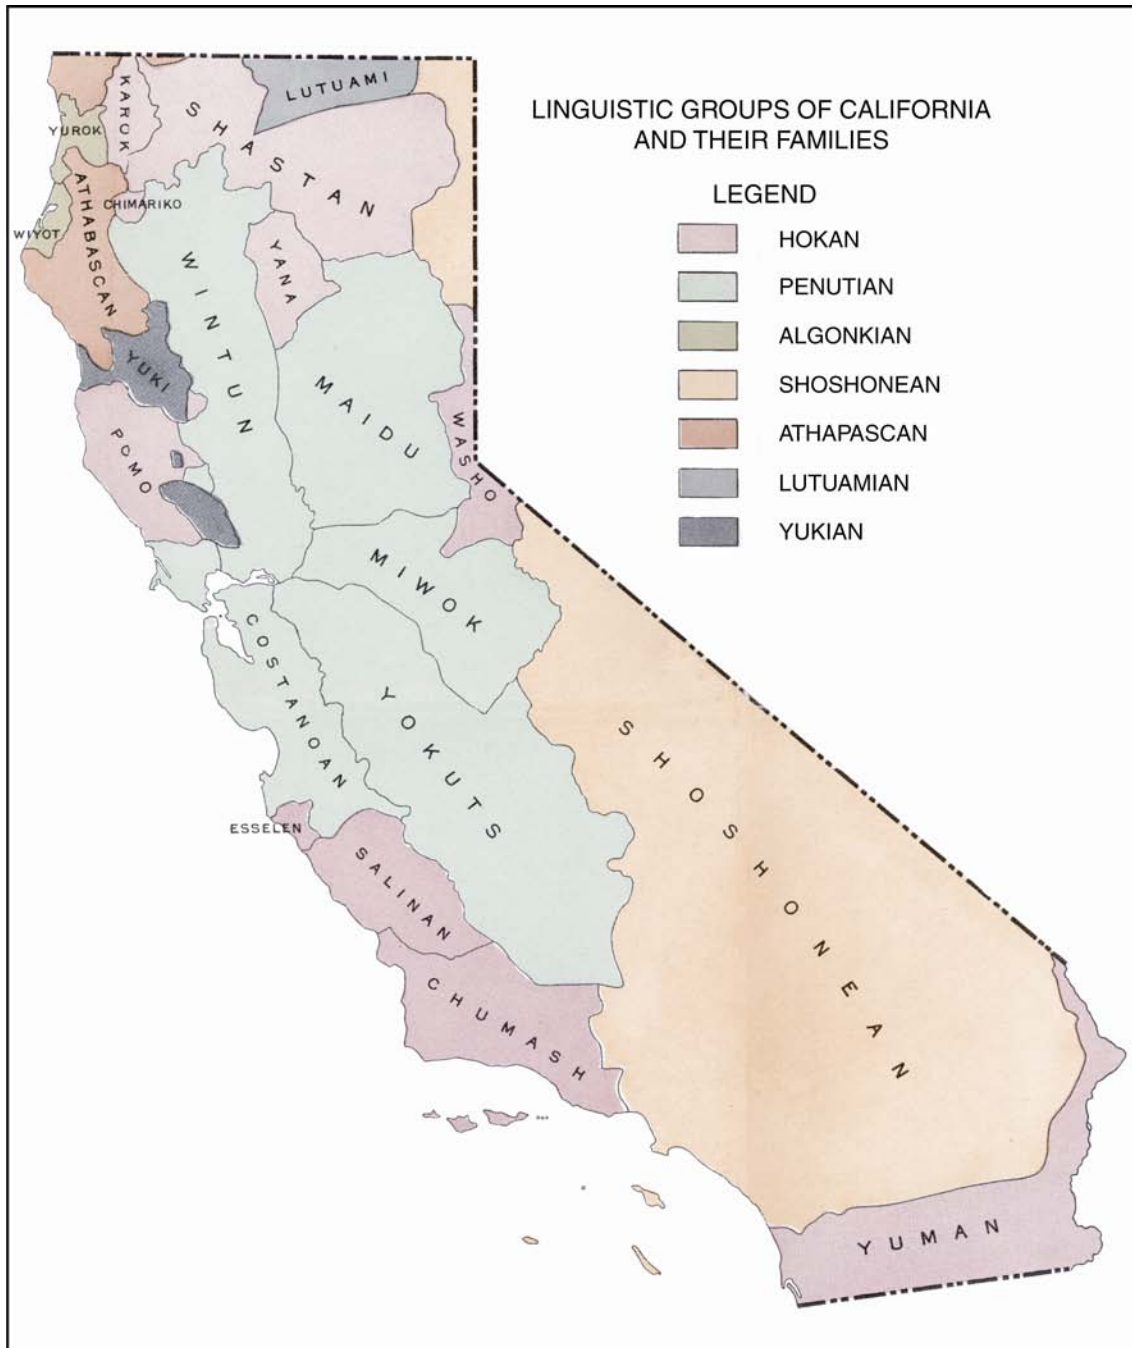 LINGUISTIC GROUPS OF CALIFORNIA
AND THEIR FAMILIES
LEGEND
HOKAN
PENUTIAN
ALGONKIAN
SHOSHONEAN
ATHAPASCAN
LUTUAMIAN
YUKIAN
KAROK
SHASTAN
LUTUAMI
YUROK
ATHABASCAN
CHIMARIKO
WIYOT
WINTUN
YANA
YUKI
MAIDU
WASHO
POMO
MIWOK
COSTANOAN
YOKUTS
SHOSHONEAN
ESSELEN
SALINAN
CHUMASH
YUMAN